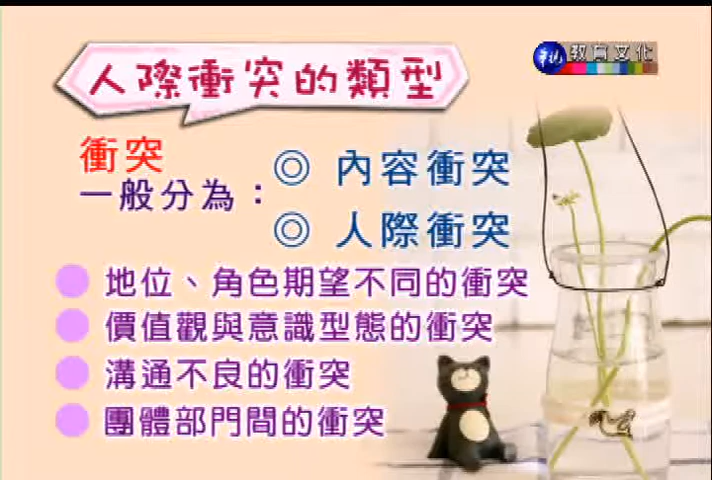 人際衝突的類型
華視 教育文化
衝突
一般分為：
◎ 內容衝突
◎ 人際衝突
地位、角色期望不同的衝突
價值觀與意識型態的衝突
溝通不良的衝突
團體部門間的衝突